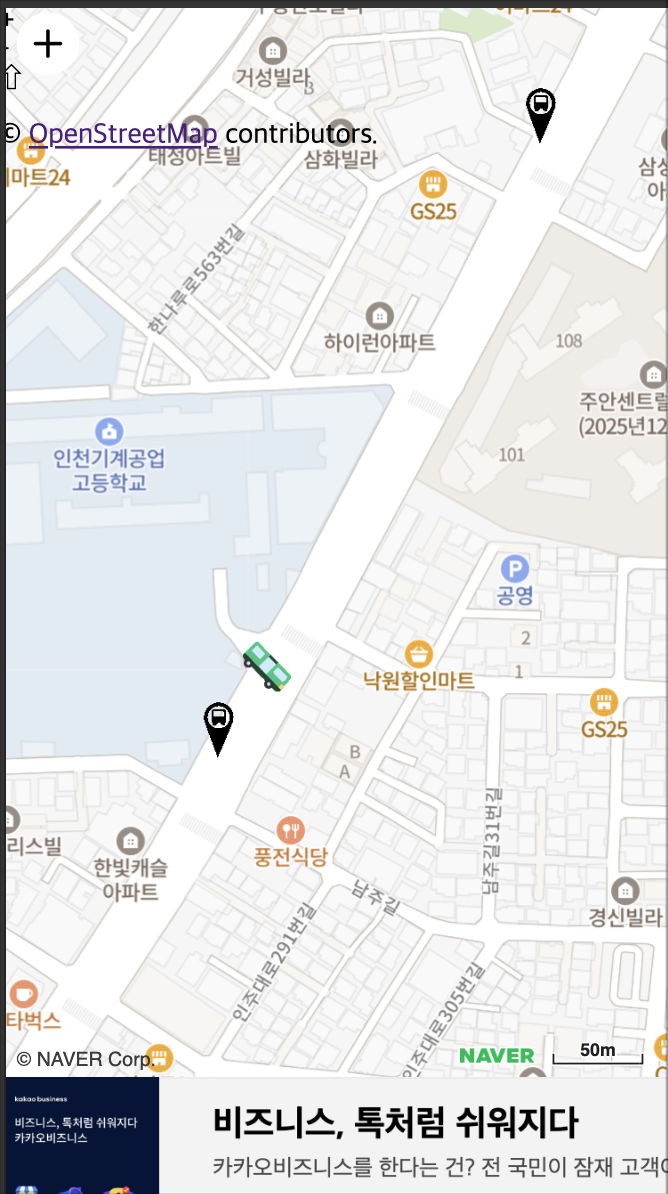 거성빌라
3
© OpenStreetMap contributors.
태성아트빌
삼화빌라
마트24
GS25
한나루로563번길
하이런아파트
108
주안센트럴
(2025년12
101
인천기계공업
고등학교
P
공영
2
1
낙원할인마트
GS25
B
A
남주길31번길
리스빌
한빛캐슬
아파트
풍전식당
남주길
경신빌라
인주대로291번길
인주대로305번길
타벅스
© NAVER Corp.
NAVER
50m
kakao business
비즈니스, 톡처럼 쉬워지다
카카오비즈니스
비즈니스, 톡처럼 쉬워지다
카카오비즈니스를 한다는 건? 전 국민이 잠재 고객